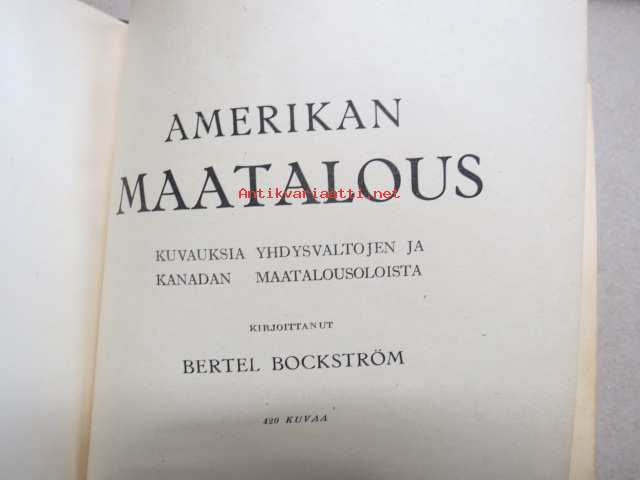 AMERIKAN
MAATALOUS
Antikvariaatti.net
KUVAUKSIA YHDYSVALTOJEN JA
KANADAN MAATALOUSOLOISTA
KIRJOITTANUT
BERTEL BOCKSTRÖM
420 KUVAA